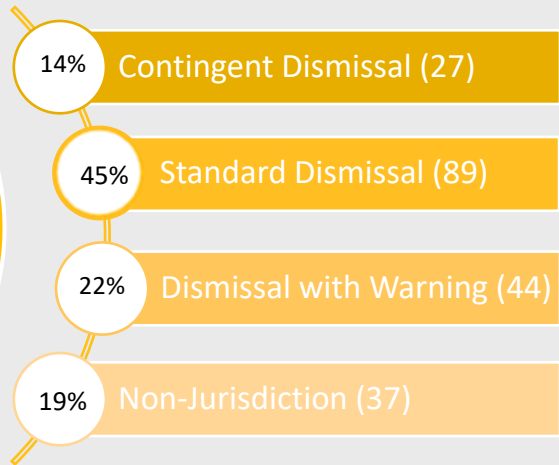 14% Contingent Dismissal (27)
45% Standard Dismissal (89)
22% Dismissal with Warning (44)
19% Non-Jurisdiction (37)